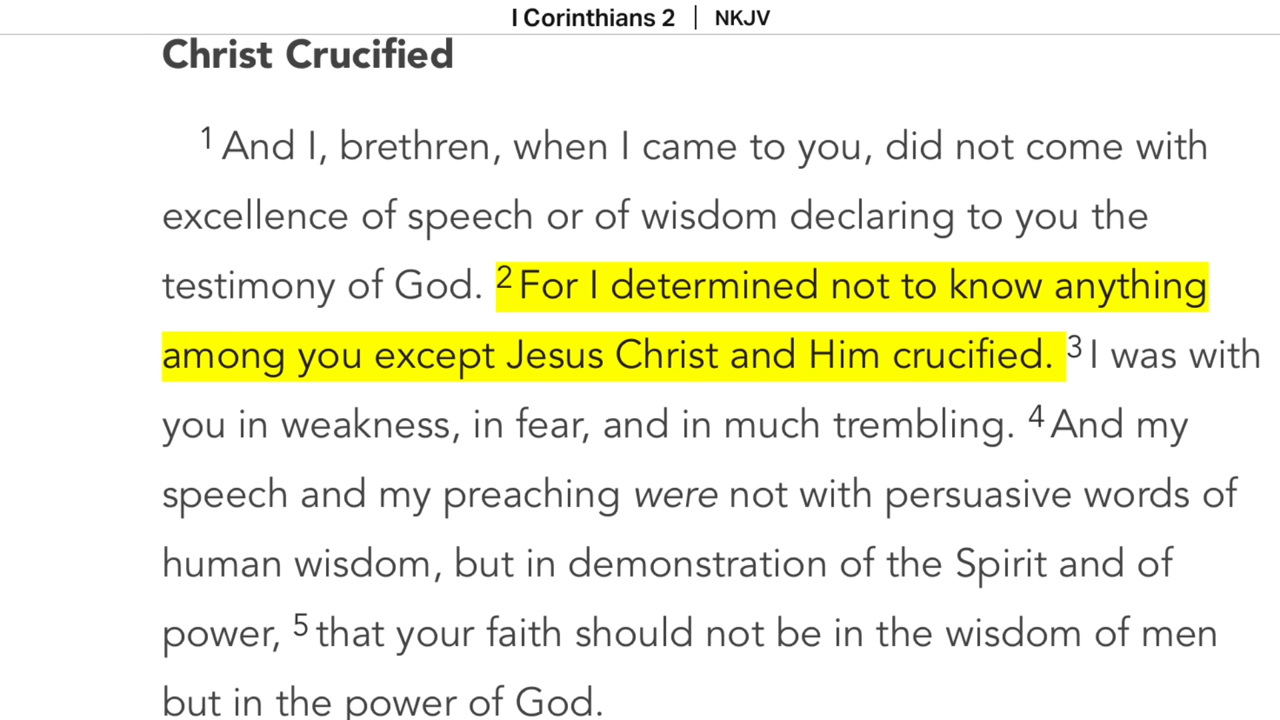 I Corinthians 2 | NKJV
Christ Crucified
1 And I, brethren, when I came to you, did not come with
excellence of speech or of wisdom declaring to you the
testimony of God. 2 For I determined not to know anything
among you except Jesus Christ and Him crucified. 3 I was with
you in weakness, in fear, and in much trembling. 4 And my
speech and my preaching were not with persuasive words of
human wisdom, but in demonstration of the Spirit and of
power, 5 that your faith should not be in the wisdom of men
but in the power of God.